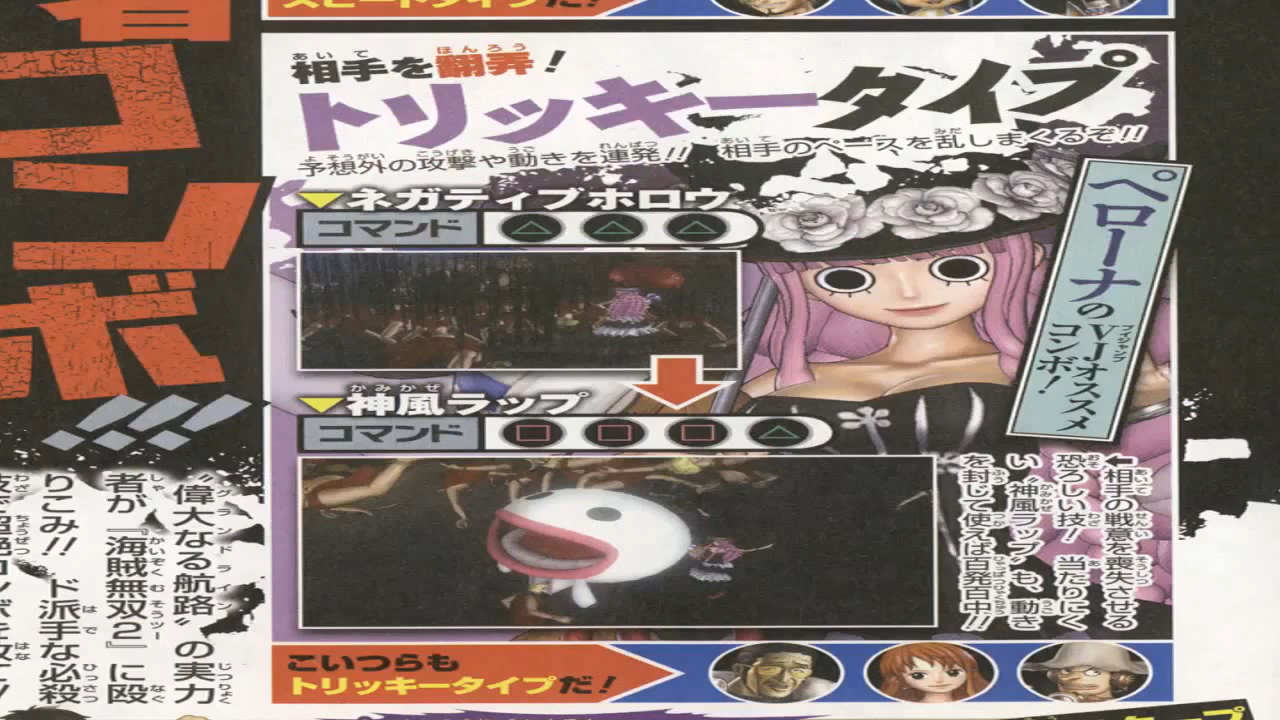 スピードタイプだ！
コンボ
相手を翻弄！
トリッキータイプ
予想外の攻撃や動きを連発!! 相手のペースを乱しまくるぞ!!
ペローナの
VJオススメ
コンボ！
ネガティブホロウ
コマンド △ △ △
神風ラップ
コマンド □ □ □ △
←相手の戦意を喪失させる
恐ろしい技！ 当たりにく
い〝神風ラップ〟も、動き
を封じて使えば百発百中!!
〝偉大なる航路〟の実力
者が『海賊無双2』に殴
りこみ!! ド派手な必殺
こいつらも
トリッキータイプだ！